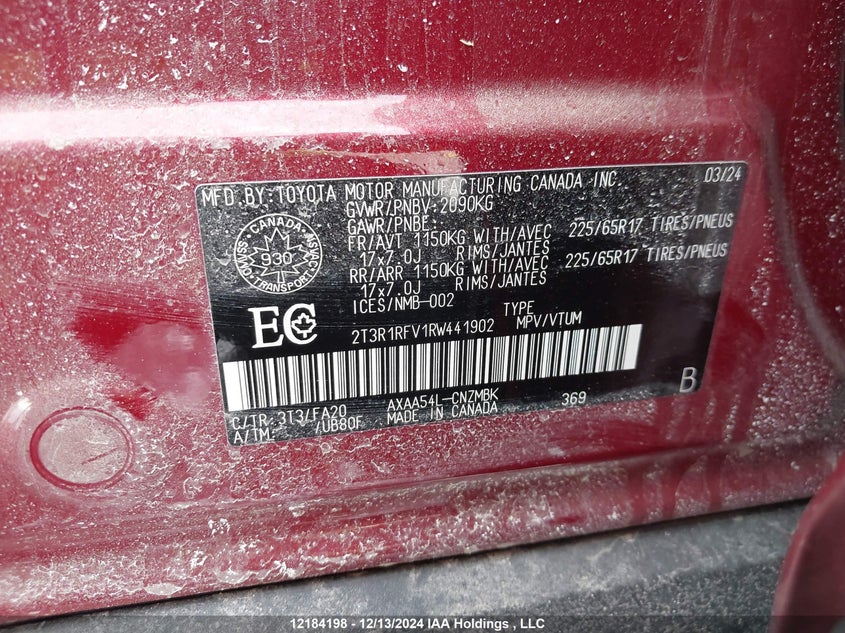 MFD.BY:TOYOTA MOTOR MANUFACTURING CANADA INC. 03/24
GVWR/PNBV:2090KG
GAWR/PNBE:
FR/AVT 1150KG WITH/AVEC 225/65R17 TIRES/PNEUS
17x7.0J RIMS/JANTES
RR/ARR 1150KG WITH/AVEC 225/65R17 TIRES/PNEUS
17x7.0J RIMS/JANTES
ICES/NMB-002
CANADA
930
TRANSPORT
EC
TYPE
2T3R1RFV1RW441902 MPV/VTUM
B
C/TR:3T3/FA20 AXAA54L-CNZMBK 369
A/TM: /UB80F MADE IN CANADA
12184198 - 12/13/2024 IAA Holdings , LLC